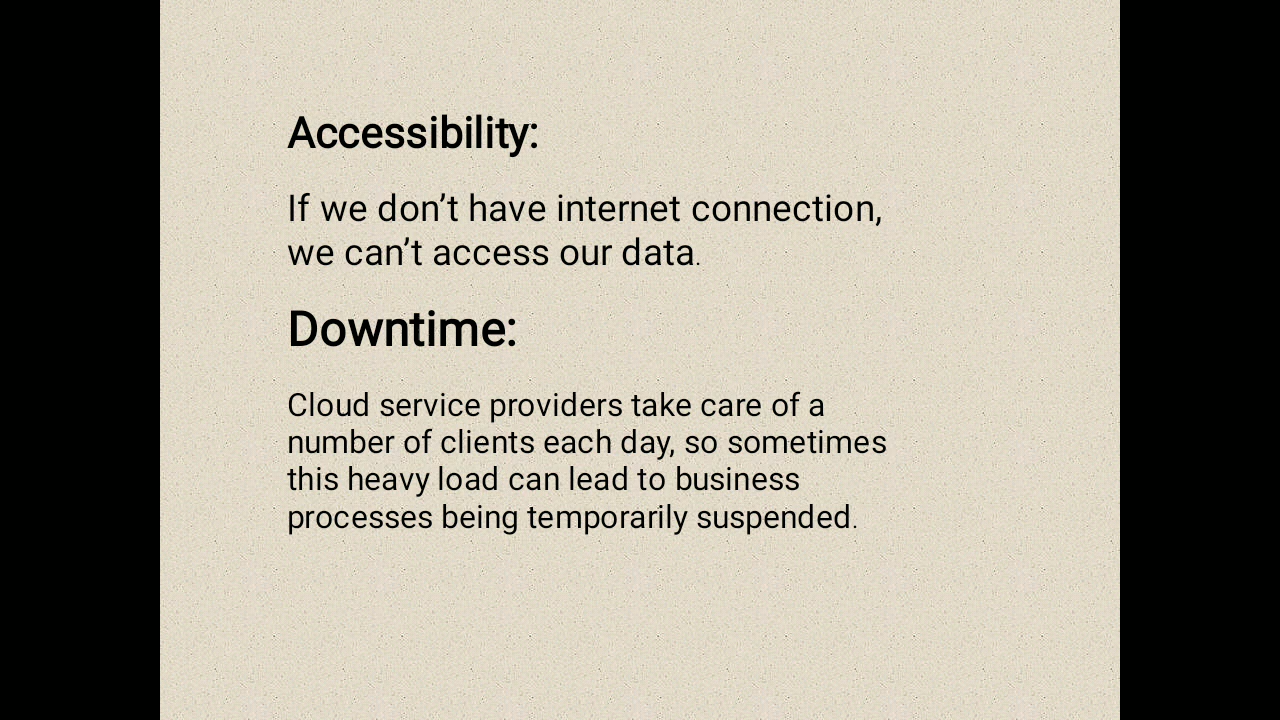 Accessibility:
If we don’t have internet connection,
we can’t access our data.
Downtime:
Cloud service providers take care of a
number of clients each day, so sometimes
this heavy load can lead to business
processes being temporarily suspended.